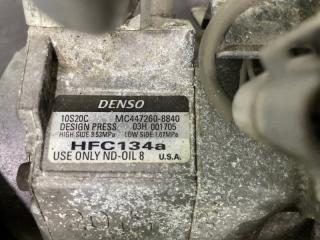 DENSO
10S20C MC447260-8840
DESIGN PRESS 03H 001705
HIGH SIDE 3.53MPa LOW SIDE 1.67MPa
HFC134a
USE ONLY ND-OIL 8 U.S.A.